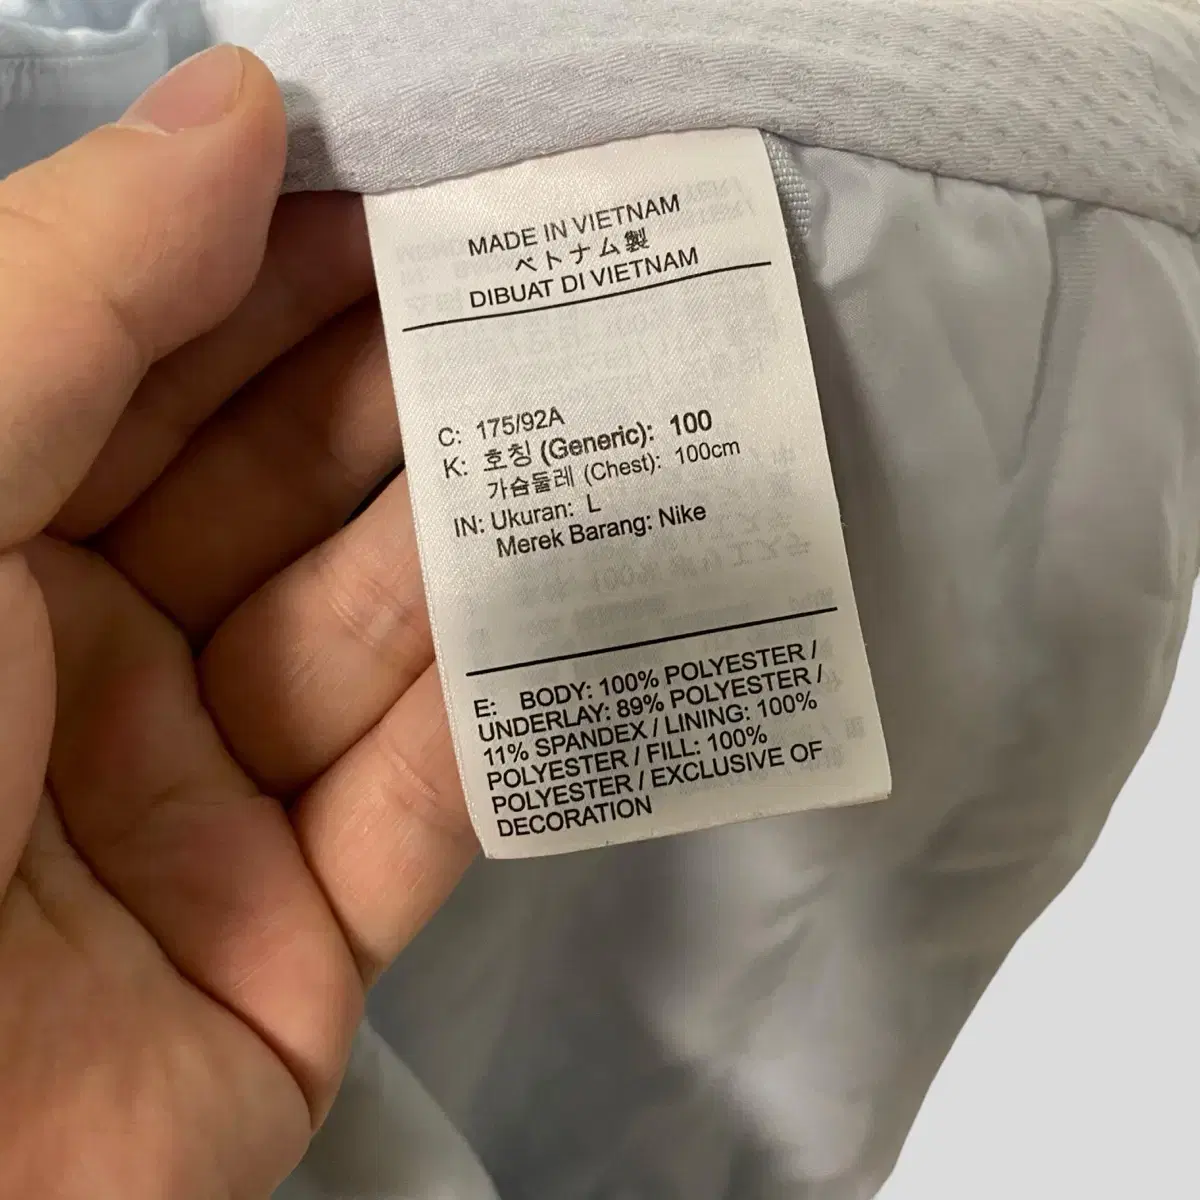 MADE IN VIETNAM
ベトナム製
DIBUAT DI VIETNAM
C: 175/92A
K: 호칭 (Generic): 100
가슴둘레 (Chest): 100cm
IN: Ukuran: L
Merek Barang: Nike
E: BODY: 100% POLYESTER /
UNDERLAY: 89% POLYESTER /
11% SPANDEX / LINING: 100%
POLYESTER / FILL: 100%
POLYESTER / EXCLUSIVE OF
DECORATION